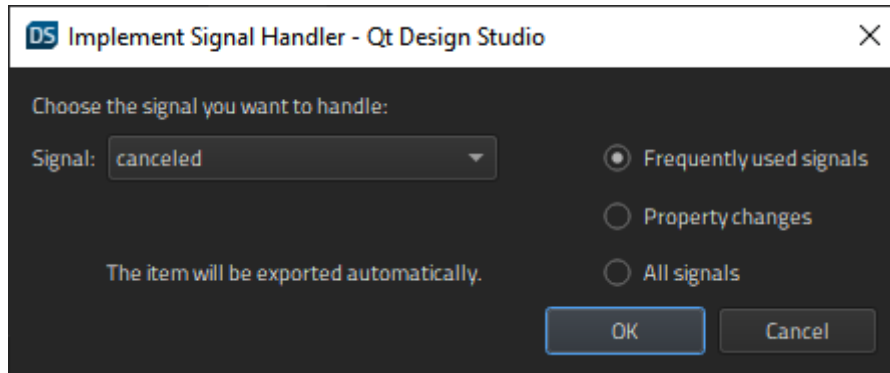 DS Implement Signal Handler - Qt Design Studio
Choose the signal you want to handle:
Signal: canceled
Frequently used signals
Property changes
The item will be exported automatically.
All signals
OK
Cancel